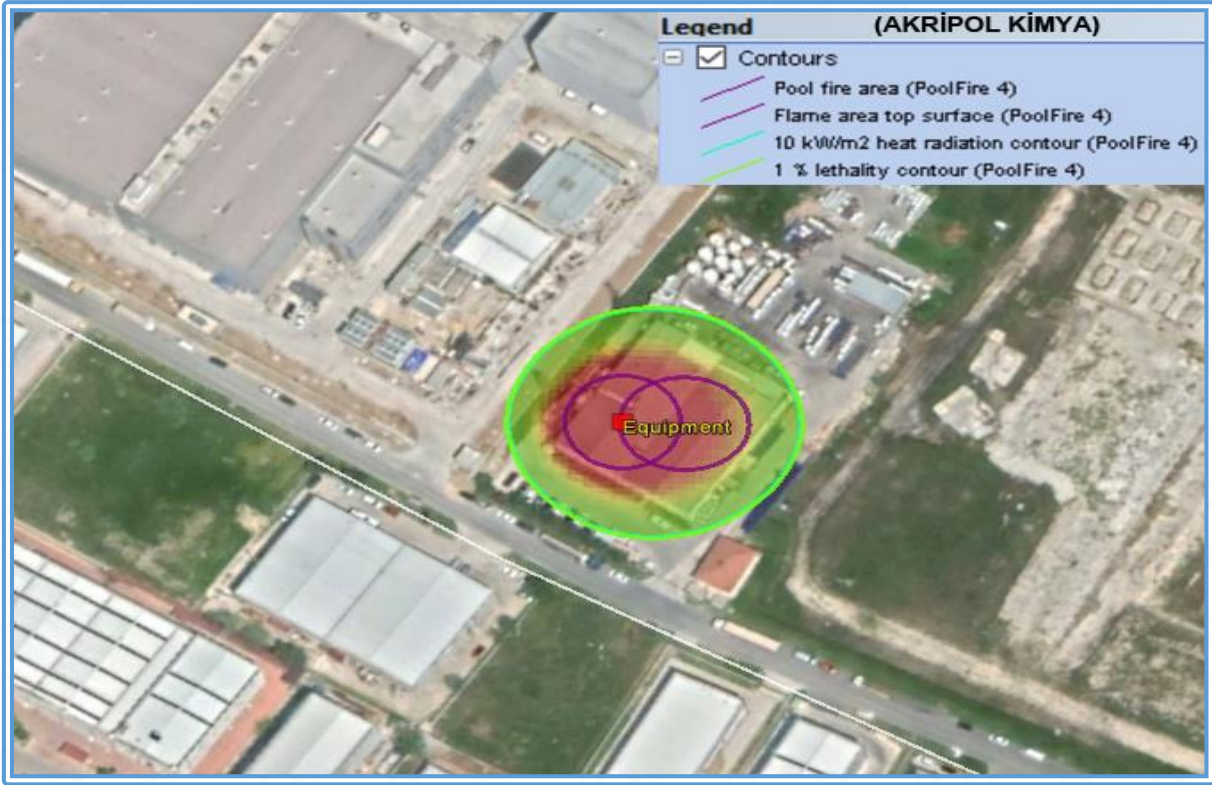 Legend (AKRİPOL KİMYA)
Contours
Pool fire area (PoolFire 4)
Flame area top surface (PoolFire 4)
10 kW/m2 heat radiation contour (PoolFire 4)
1 % lethality contour (PoolFire 4)
Equipment